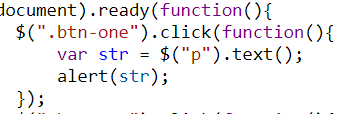 document).ready(function(){
$(".btn-one").click(function(){
var str = $("p").text();
alert(str);
});